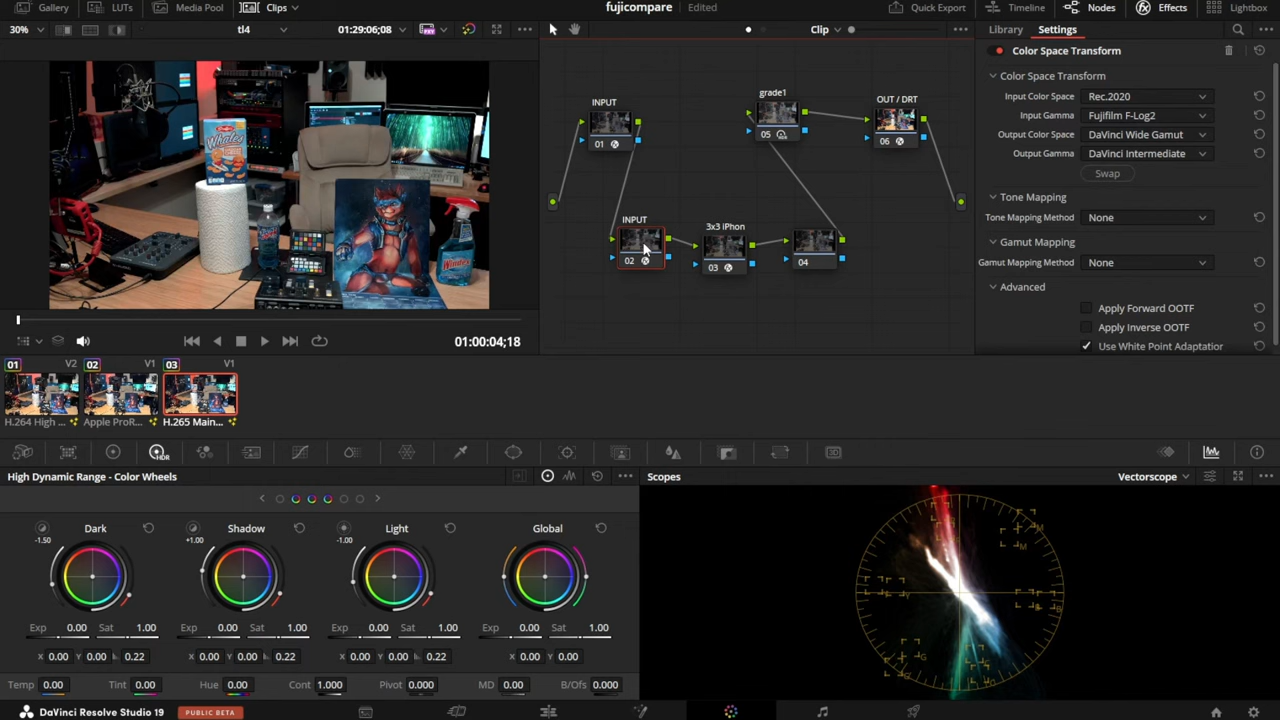 Gallery LUTs Media Pool Clips fujicompare Edited Quick Export Timeline Nodes Effects Lightbox
30% tl4 01:29:06;08 Clip Library Settings
Color Space Transform
Color Space Transform
Input Color Space Rec.2020
Input Gamma Fujifilm F-Log2
Output Color Space DaVinci Wide Gamut
Output Gamma DaVinci Intermediate
Swap
Tone Mapping
Tone Mapping Method None
Gamut Mapping
Gamut Mapping Method None
Advanced
Apply Forward OOTF
Apply Inverse OOTF
Use White Point Adaptation
INPUT
01
grade1
05
OUT / DRT
06
INPUT
02
3x3 iPhon
03
04
Whales
Windex
01:00:04;18
01 V2 02 V1 03 V1
H.264 High ... Apple ProR... H.265 Main...
HDR
3D
High Dynamic Range - Color Wheels
Scopes Vectorscope
Dark Shadow Light Global
-1.50 +1.00 -1.00
Exp 0.00 Sat 1.00 Exp 0.00 Sat 1.00 Exp 0.00 Sat 1.00 Exp 0.00 Sat 1.00
X 0.00 Y 0.00 0.22 X 0.00 Y 0.00 0.22 X 0.00 Y 0.00 0.22 X 0.00 Y 0.00
Temp 0.00 Tint 0.00 Hue 0.00 Cont 1.000 Pivot 0.000 MD 0.00 B/Ofs 0.000
M
M
B
G
G
DaVinci Resolve Studio 19 PUBLIC BETA